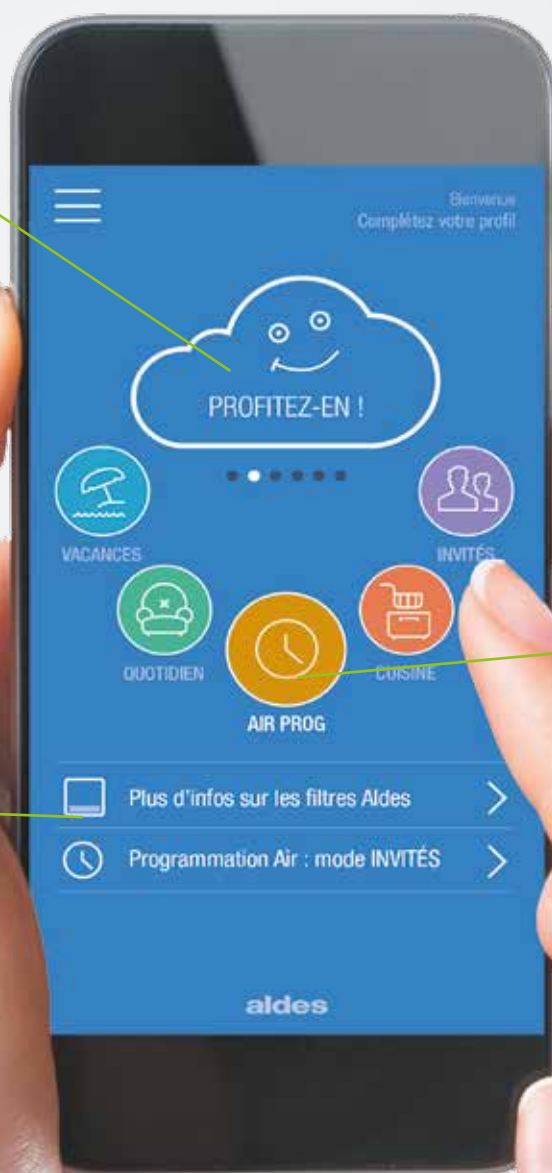 Bienvenue
Complétez votre profil
PROFITEZ-EN !
VACANCES
INVITÉS
QUOTIDIEN
CUISINE
AIR PROG
Plus d'infos sur les filtres Aldes
Programmation Air : mode INVITÉS
aldes